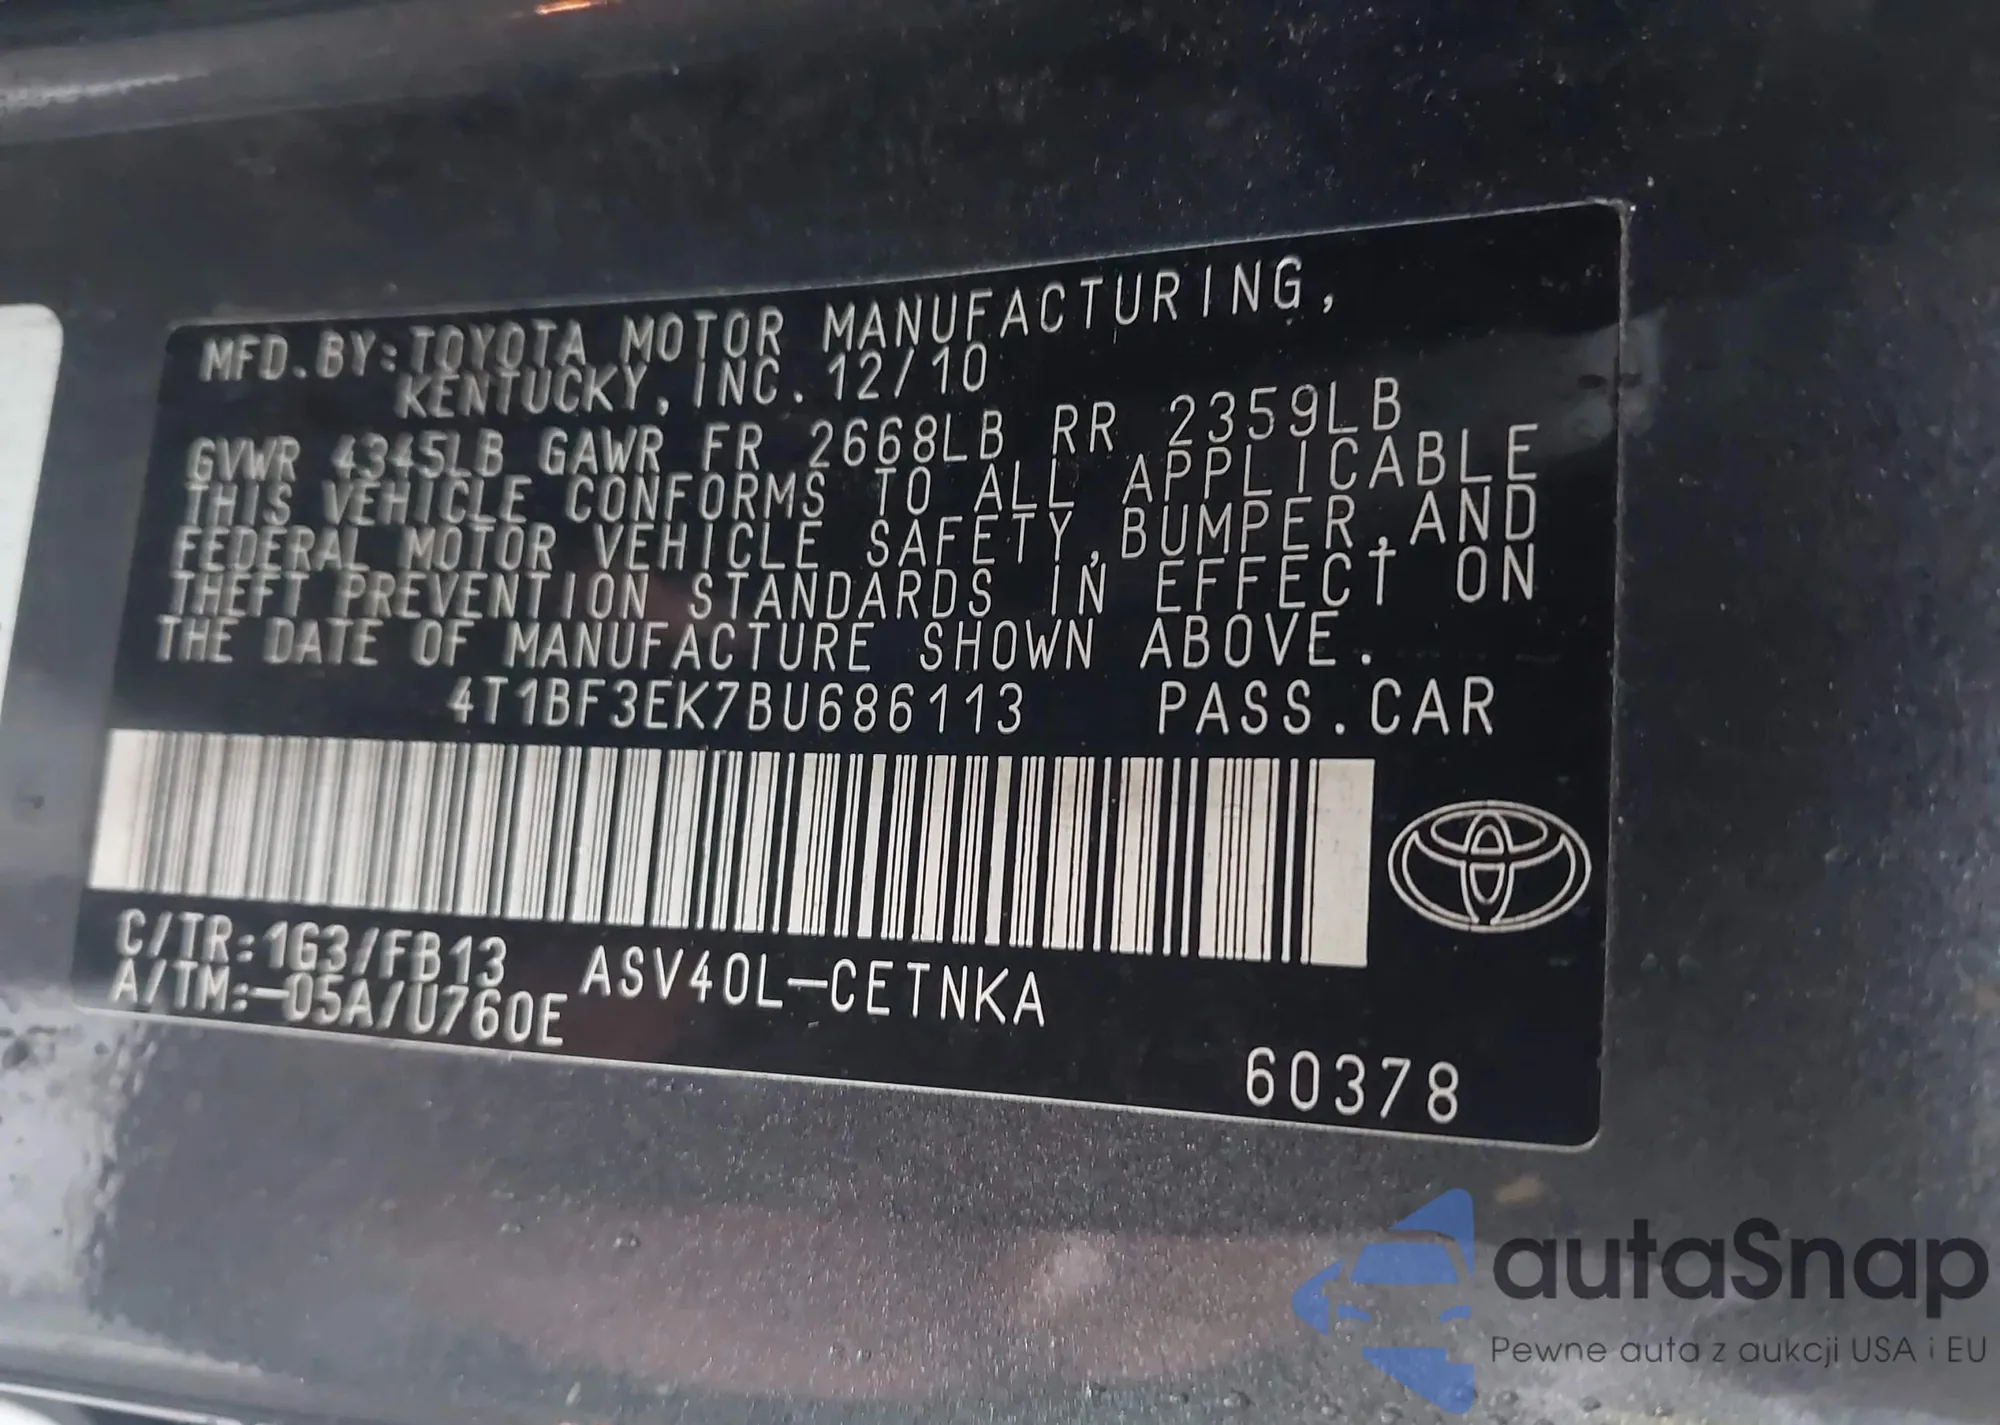 MFD.BY:TOYOTA MOTOR MANUFACTURING,
KENTUCKY, INC. 12/10
GVWR 4345LB GAWR FR 2668LB RR 2359LB
THIS VEHICLE CONFORMS TO ALL APPLICABLE
FEDERAL MOTOR VEHICLE SAFETY,BUMPER,AND
THEFT PREVENTION STANDARDS IN EFFECT ON
THE DATE OF MANUFACTURE SHOWN ABOVE.
4T1BF3EK7BU686113 PASS.CAR
C/TR:1G3/FB13 ASV40L-CETNKA
A/TM:-05A/U760E
60378
autaSnap
Pewne auta z aukcji USA i EU